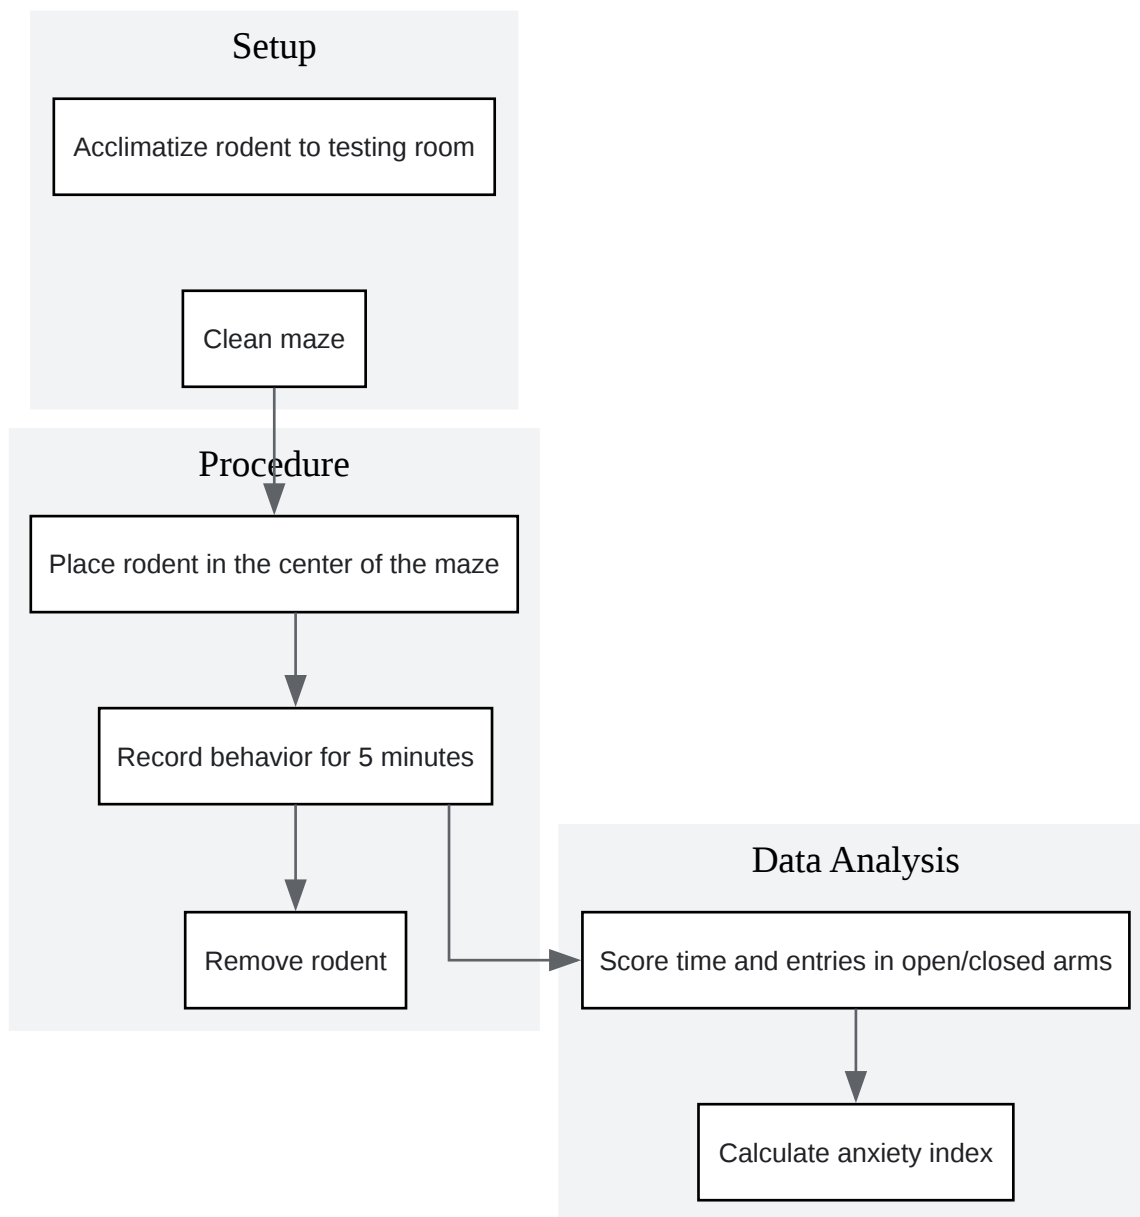 Setup
Acclimatize rodent to testing room
Clean maze
Procedure
Place rodent in the center of the maze
Record behavior for 5 minutes
Remove rodent
Data Analysis
Score time and entries in open/closed arms
Calculate anxiety index